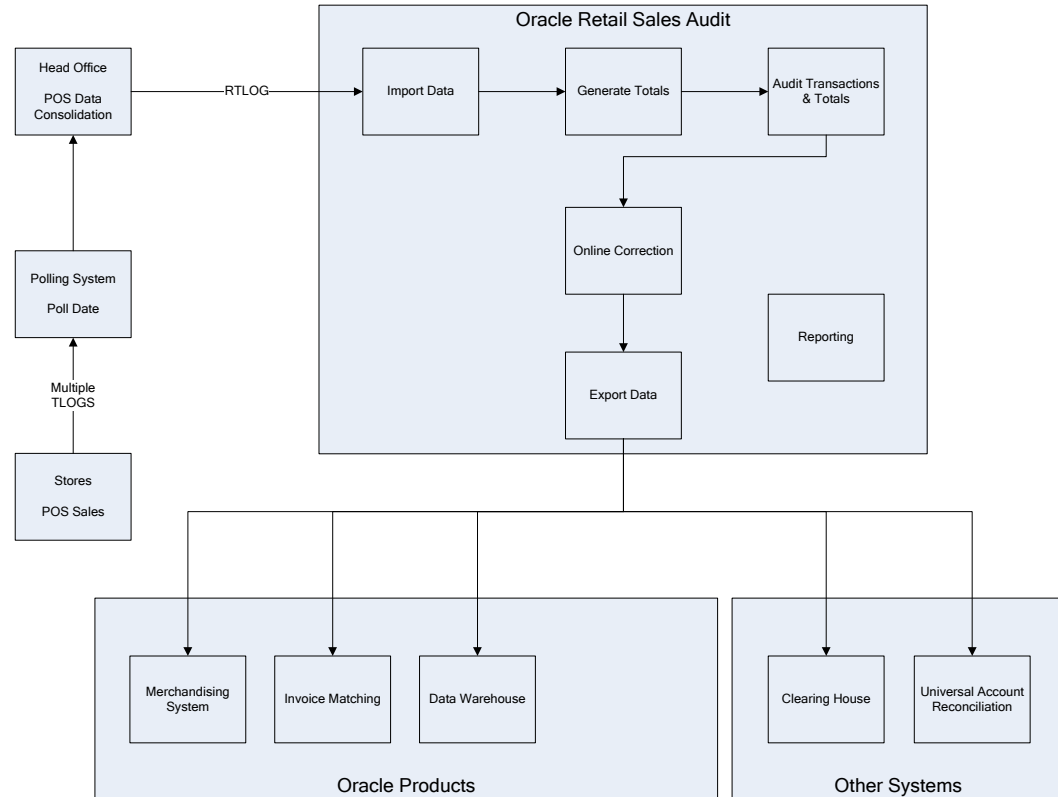 Oracle Retail Sales Audit
Head Office
POS Data
Consolidation
RTLOG
Import Data
Generate Totals
Audit Transactions
& Totals
Online Correction
Polling System
Poll Date
Reporting
Multiple
TLOGS
Export Data
Stores
POS Sales
Merchandising
System
Invoice Matching
Data Warehouse
Clearing House
Universal Account
Reconciliation
Oracle Products
Other Systems